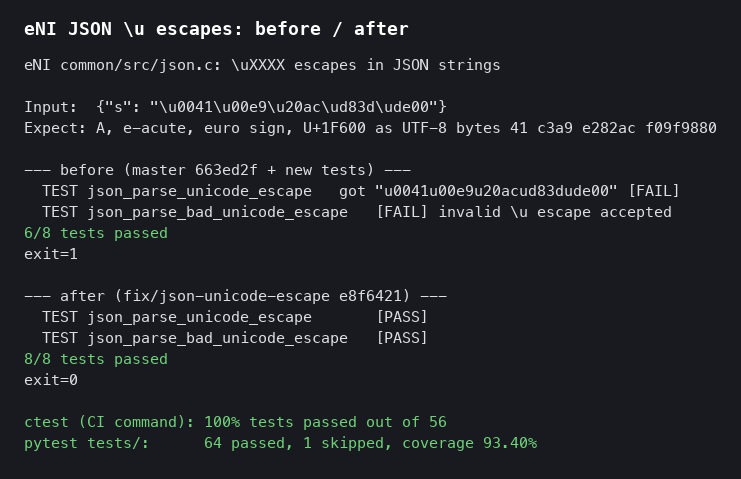 eNI JSON \u escapes: before / after
eNI common/src/json.c: \uXXXX escapes in JSON strings
Input:  {"s": "\u0041\u00e9\u20ac\ud83d\ude00"}
Expect: A, e-acute, euro sign, U+1F600 as UTF-8 bytes 41 c3a9 e282ac f09f9880
--- before (master 663ed2f + new tests) ---
  TEST json_parse_unicode_escape   got "u0041u00e9u20acud83dude00" [FAIL]
  TEST json_parse_bad_unicode_escape   [FAIL] invalid \u escape accepted
6/8 tests passed
exit=1
--- after (fix/json-unicode-escape e8f6421) ---
  TEST json_parse_unicode_escape       [PASS]
  TEST json_parse_bad_unicode_escape   [PASS]
8/8 tests passed
exit=0
ctest (CI command): 100% tests passed out of 56
pytest tests/:      64 passed, 1 skipped, coverage 93.40%